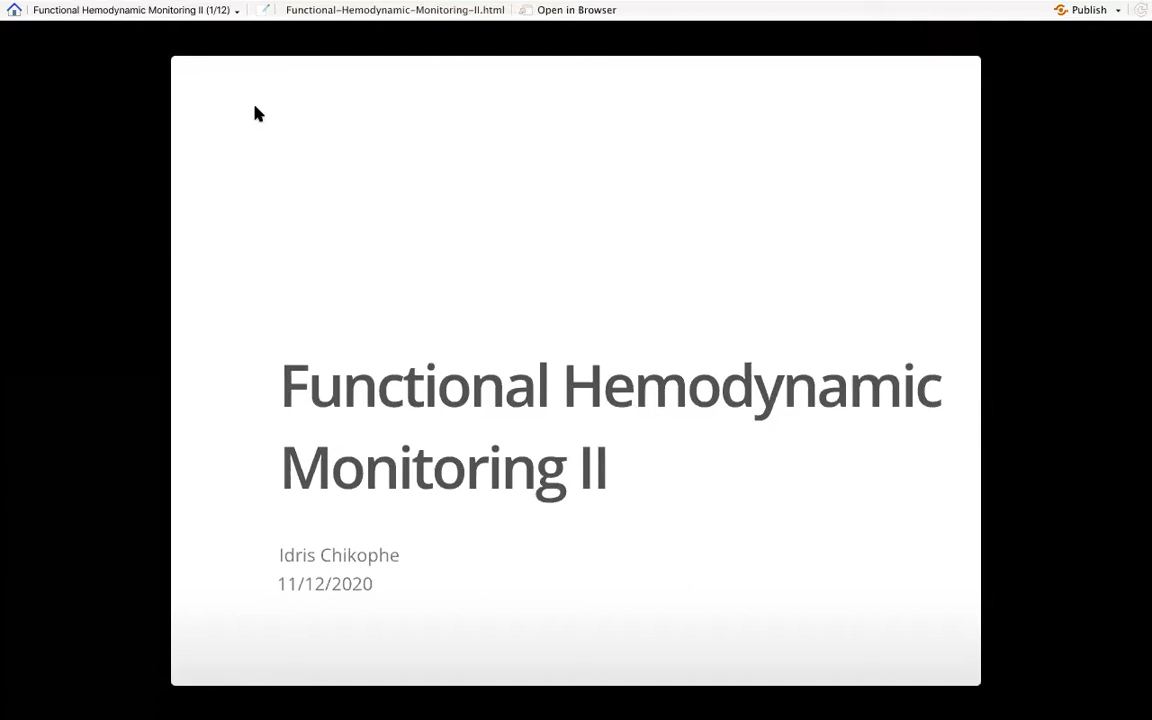 Functional Hemodynamic Monitoring II (1/12)
Functional-Hemodynamic-Monitoring-II.html
Open in Browser
Publish
Functional Hemodynamic
Monitoring II
Idris Chikophe
11/12/2020